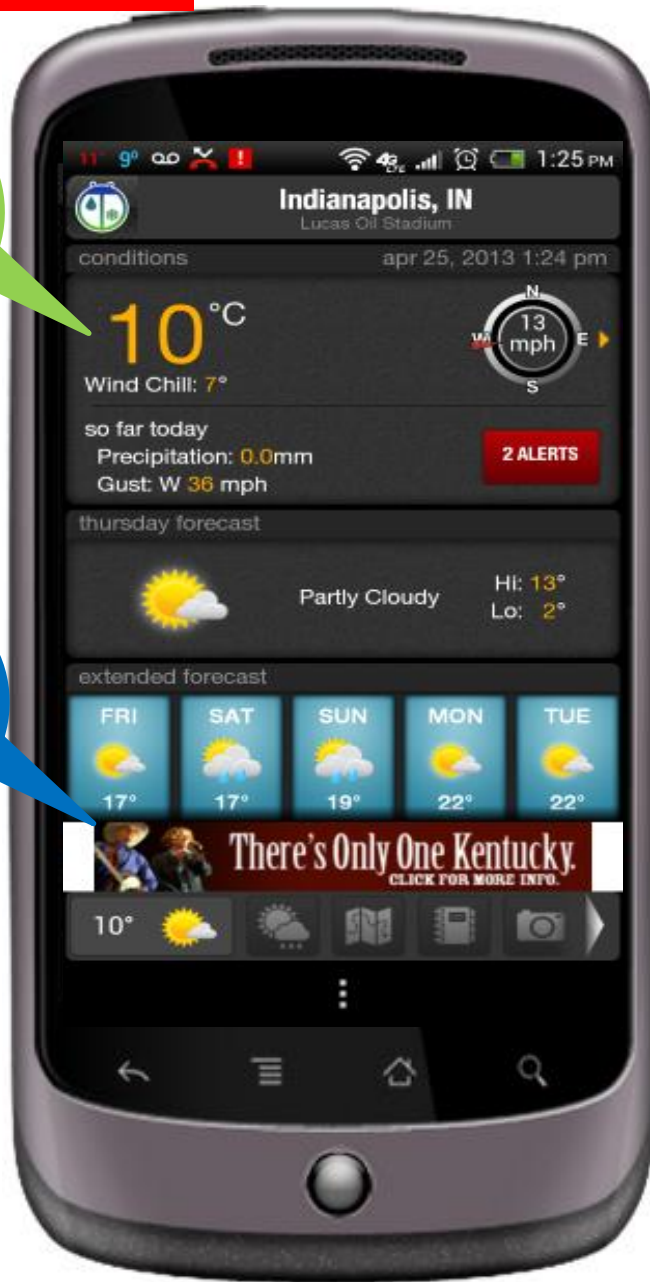 11° 9° 4G LTE 1:25 PM
Indianapolis, IN
Lucas Oil Stadium
conditions apr 25, 2013 1:24 pm
10°C
N
13
mph
W E
S
Wind Chill: 7°
so far today
Precipitation: 0.0mm
Gust: W 36 mph
2 ALERTS
thursday forecast
Partly Cloudy
Hi: 13°
Lo: 2°
extended forecast
FRI SAT SUN MON TUE
17° 17° 19° 22° 22°
There's Only One Kentucky.
CLICK FOR MORE INFO.
10°